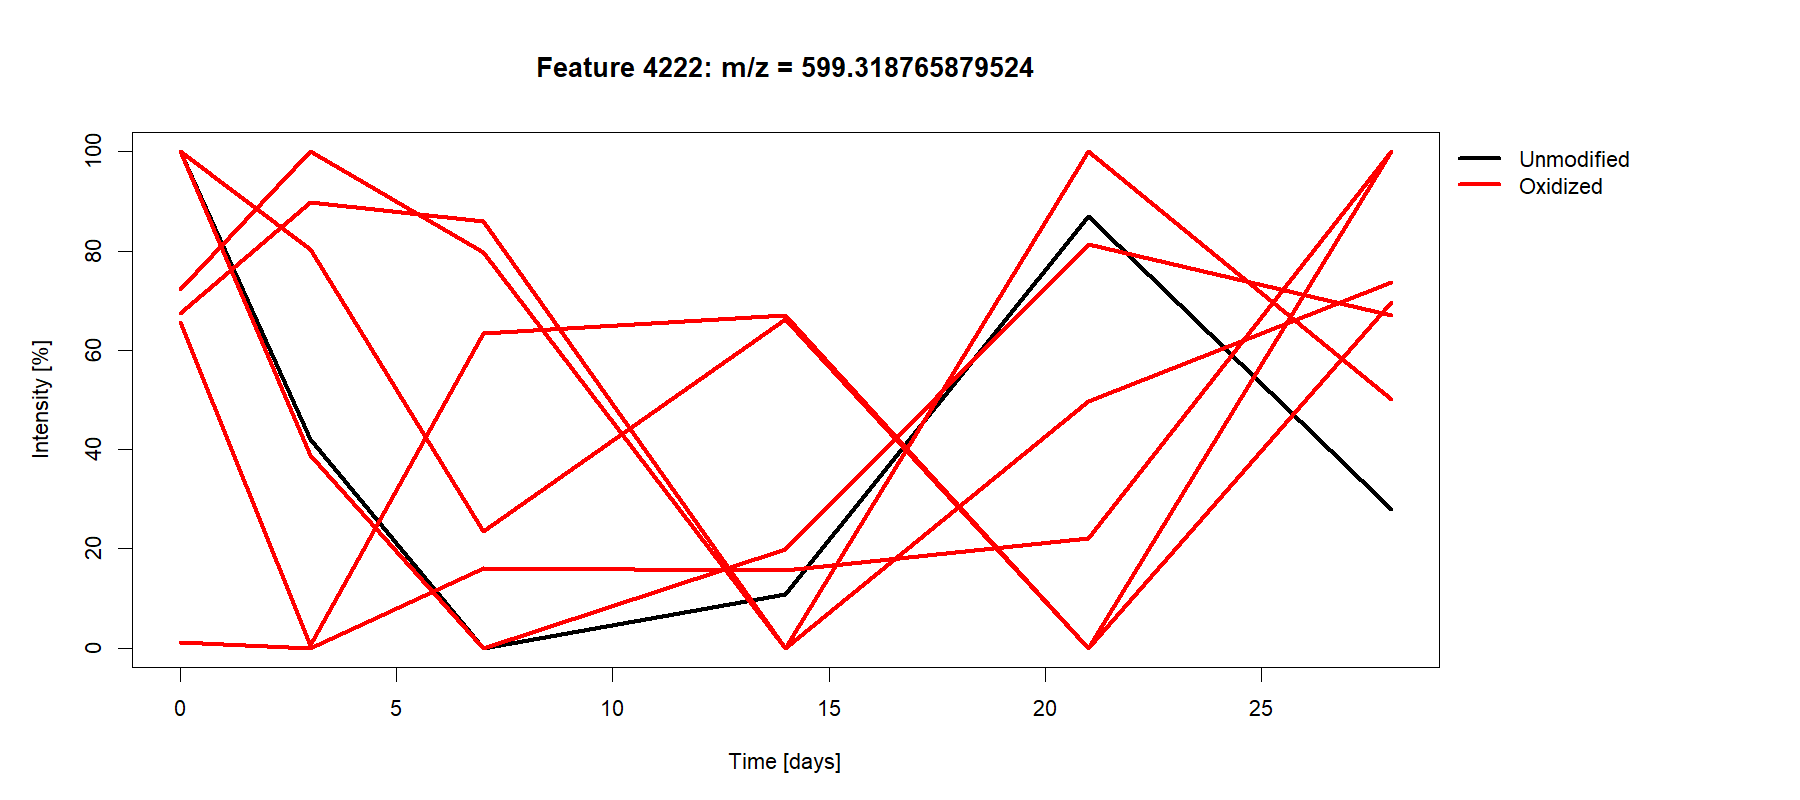 Feature 4222: m/z = 599.318765879524
Unmodified
Oxidized
Intensity [%]
100
80
60
40
20
0
0 5 10 15 20 25
Time [days]